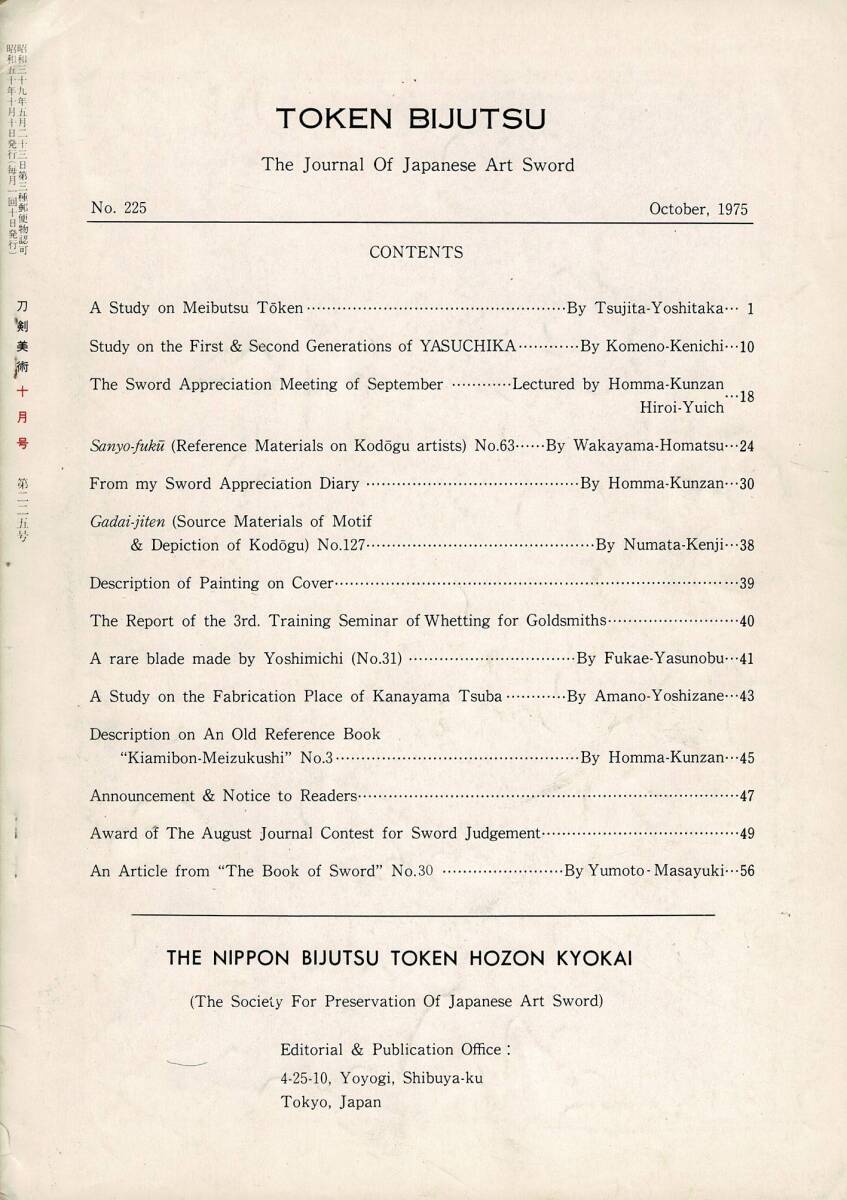 昭和三十九年五月二十三日第三種郵便物認可
昭和五十年十月十日発行(毎月一回十日発行)
刀剣美術 十月号 第二二五号
TOKEN BIJUTSU
The Journal Of Japanese Art Sword
No. 225 October, 1975
CONTENTS
A Study on Meibutsu Tōken ⋯⋯⋯⋯⋯⋯⋯⋯⋯⋯⋯⋯⋯⋯By Tsujita-Yoshitaka⋯ 1
Study on the First & Second Generations of YASUCHIKA⋯⋯⋯⋯By Komeno-Kenichi⋯10
The Sword Appreciation Meeting of September ⋯⋯⋯⋯Lectured by Homma-Kunzan
Hiroi-Yuich ⋯18
Sanyo-fukū (Reference Materials on Kodōgu artists) No.63⋯⋯By Wakayama-Homatsu⋯24
From my Sword Appreciation Diary ⋯⋯⋯⋯⋯⋯⋯⋯⋯⋯⋯⋯⋯⋯By Homma-Kunzan⋯30
Gadai-jiten (Source Materials of Motif
& Depiction of Kodōgu) No.127⋯⋯⋯⋯⋯⋯⋯⋯⋯⋯⋯⋯⋯⋯By Numata-Kenji⋯38
Description of Painting on Cover⋯⋯⋯⋯⋯⋯⋯⋯⋯⋯⋯⋯⋯⋯⋯⋯⋯⋯⋯⋯39
The Report of the 3rd. Training Seminar of Whetting for Goldsmiths⋯⋯⋯⋯⋯⋯⋯⋯40
A rare blade made by Yoshimichi (No.31) ⋯⋯⋯⋯⋯⋯⋯⋯⋯⋯By Fukae-Yasunobu⋯41
A Study on the Fabrication Place of Kanayama Tsuba ⋯⋯⋯⋯By Amano-Yoshizane⋯43
Description on An Old Reference Book
“Kiamibon-Meizukushi” No.3⋯⋯⋯⋯⋯⋯⋯⋯⋯⋯⋯⋯⋯⋯By Homma-Kunzan⋯45
Announcement & Notice to Readers⋯⋯⋯⋯⋯⋯⋯⋯⋯⋯⋯⋯⋯⋯⋯⋯⋯⋯⋯⋯47
Award of The August Journal Contest for Sword Judgement⋯⋯⋯⋯⋯⋯⋯⋯⋯⋯⋯49
An Article from “The Book of Sword” No.30 ⋯⋯⋯⋯⋯⋯⋯⋯By Yumoto-Masayuki⋯56
THE NIPPON BIJUTSU TOKEN HOZON KYOKAI
(The Society For Preservation Of Japanese Art Sword)
Editorial & Publication Office :
4-25-10, Yoyogi, Shibuya-ku
Tokyo, Japan